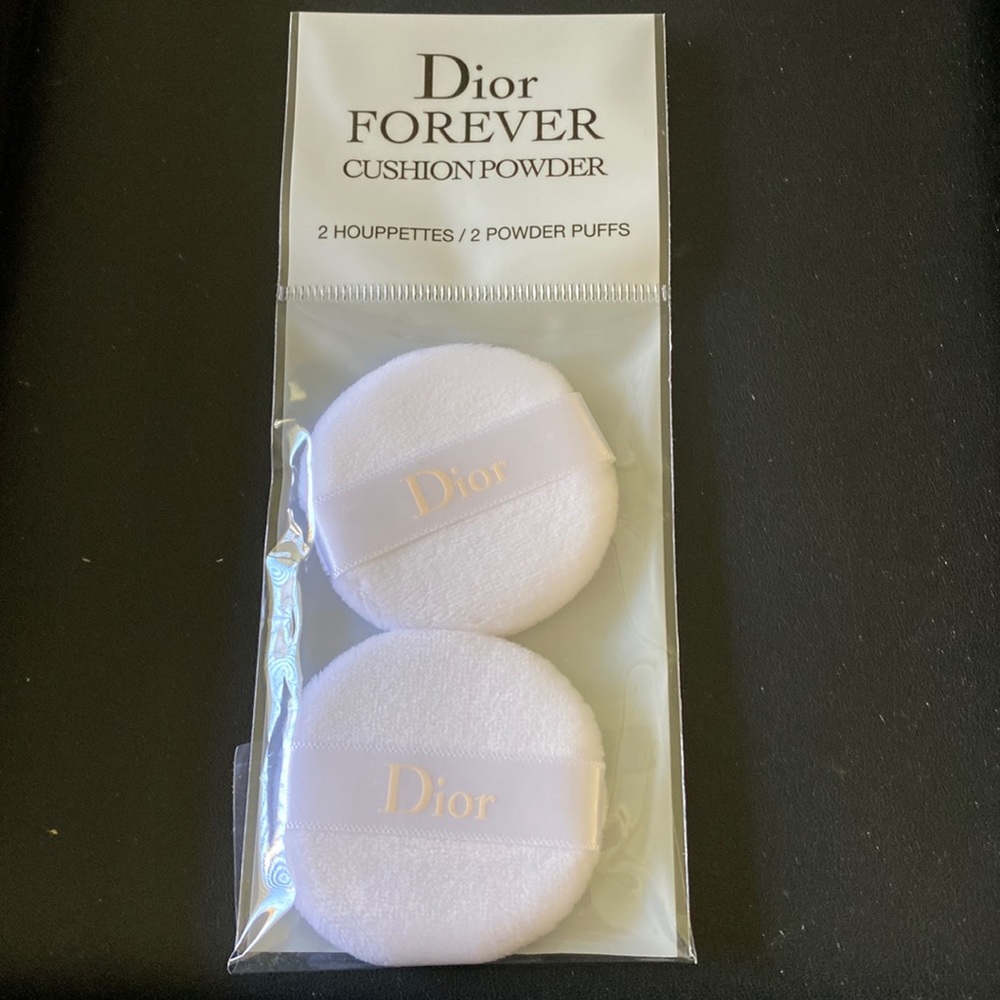 Dior
FOREVER
CUSHION POWDER
2 HOUPPETTES / 2 POWDER PUFFS
Dior
Dior